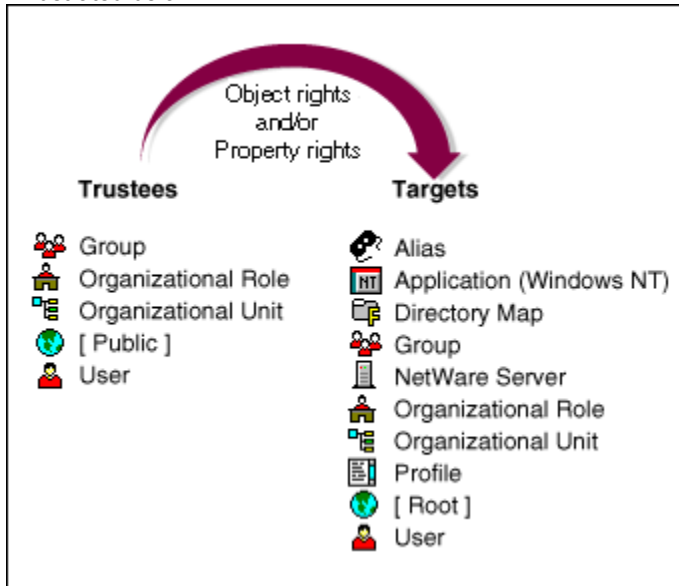 Object rights
and/or
Property rights
Trustees
Group
Organizational Role
Organizational Unit
[ Public ]
User
Targets
Alias
NT
Application (Windows NT)
Directory Map
Group
NetWare Server
Organizational Role
Organizational Unit
Profile
[ Root ]
User